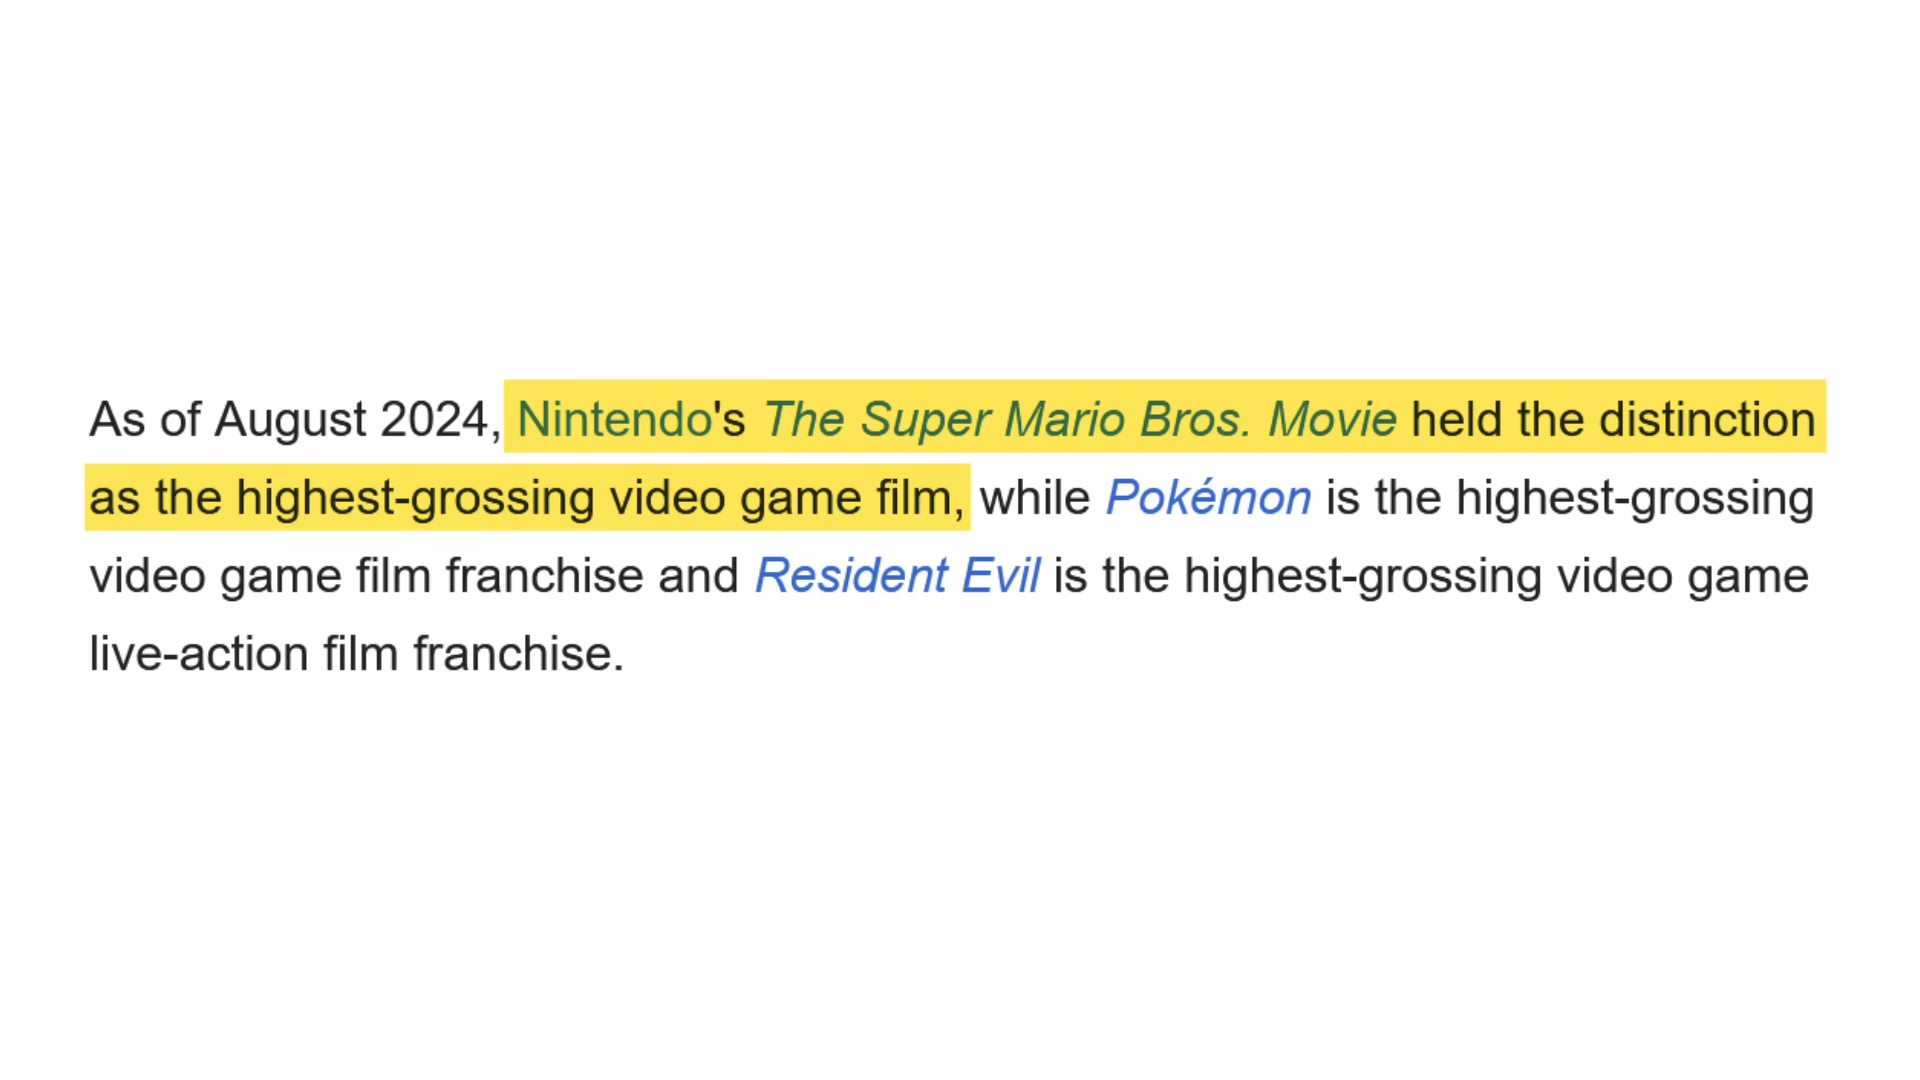 As of August 2024, Nintendo's The Super Mario Bros. Movie held the distinction
as the highest-grossing video game film, while Pokémon is the highest-grossing
video game film franchise and Resident Evil is the highest-grossing video game
live-action film franchise.